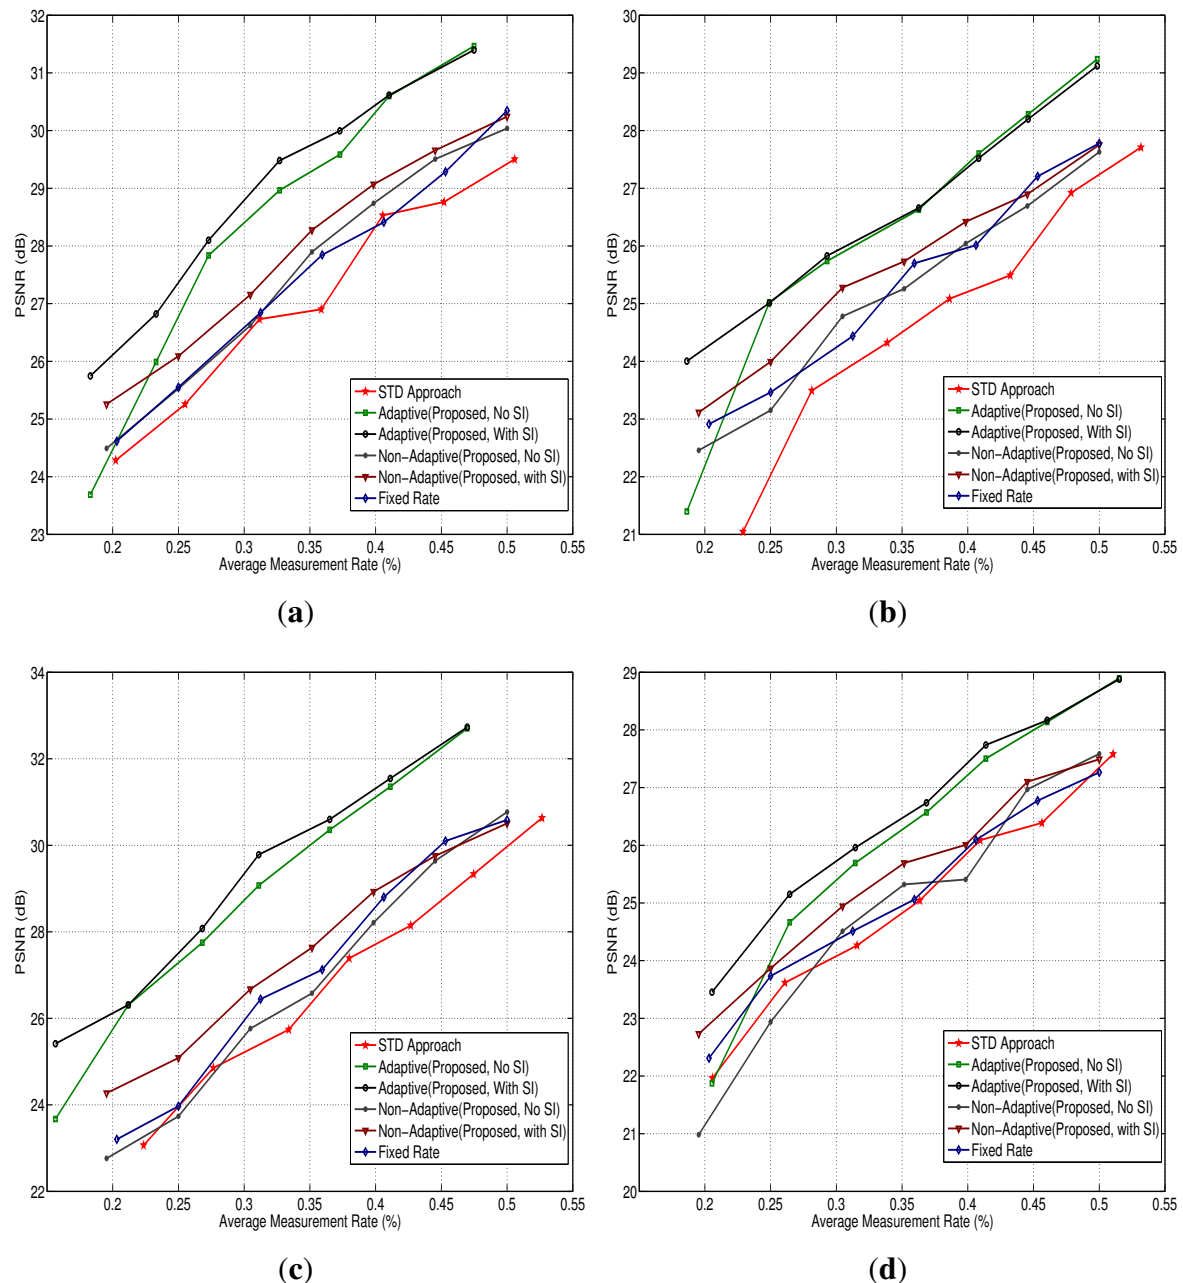 32
31
30
29
28
27
26
25
24
23
PSNR (dB)
0.2 0.25 0.3 0.35 0.4 0.45 0.5 0.55
Average Measurement Rate (%)
STD Approach
Adaptive(Proposed, No SI)
Adaptive(Proposed, With SI)
Non-Adaptive(Proposed, No SI)
Non-Adaptive(Proposed, with SI)
Fixed Rate
(a)
30
29
28
27
26
25
24
23
22
21
PSNR (dB)
0.2 0.25 0.3 0.35 0.4 0.45 0.5 0.55
Average Measurement Rate (%)
STD Approach
Adaptive(Proposed, No SI)
Adaptive(Proposed, With SI)
Non-Adaptive(Proposed, No SI)
Non-Adaptive(Proposed, with SI)
Fixed Rate
(b)
34
32
30
28
26
24
22
PSNR (dB)
0.2 0.25 0.3 0.35 0.4 0.45 0.5 0.55
Average Measurement Rate (%)
STD Approach
Adaptive(Proposed, No SI)
Adaptive(Proposed, With SI)
Non-Adaptive(Proposed, No SI)
Non-Adaptive(Proposed, with SI)
Fixed Rate
(c)
29
28
27
26
25
24
23
22
21
20
PSNR (dB)
0.2 0.25 0.3 0.35 0.4 0.45 0.5 0.55
Average Measurement Rate (%)
STD Approach
Adaptive(Proposed, No SI)
Adaptive(Proposed, With SI)
Non-Adaptive(Proposed, No SI)
Non-Adaptive(Proposed, with SI)
Fixed Rate
(d)